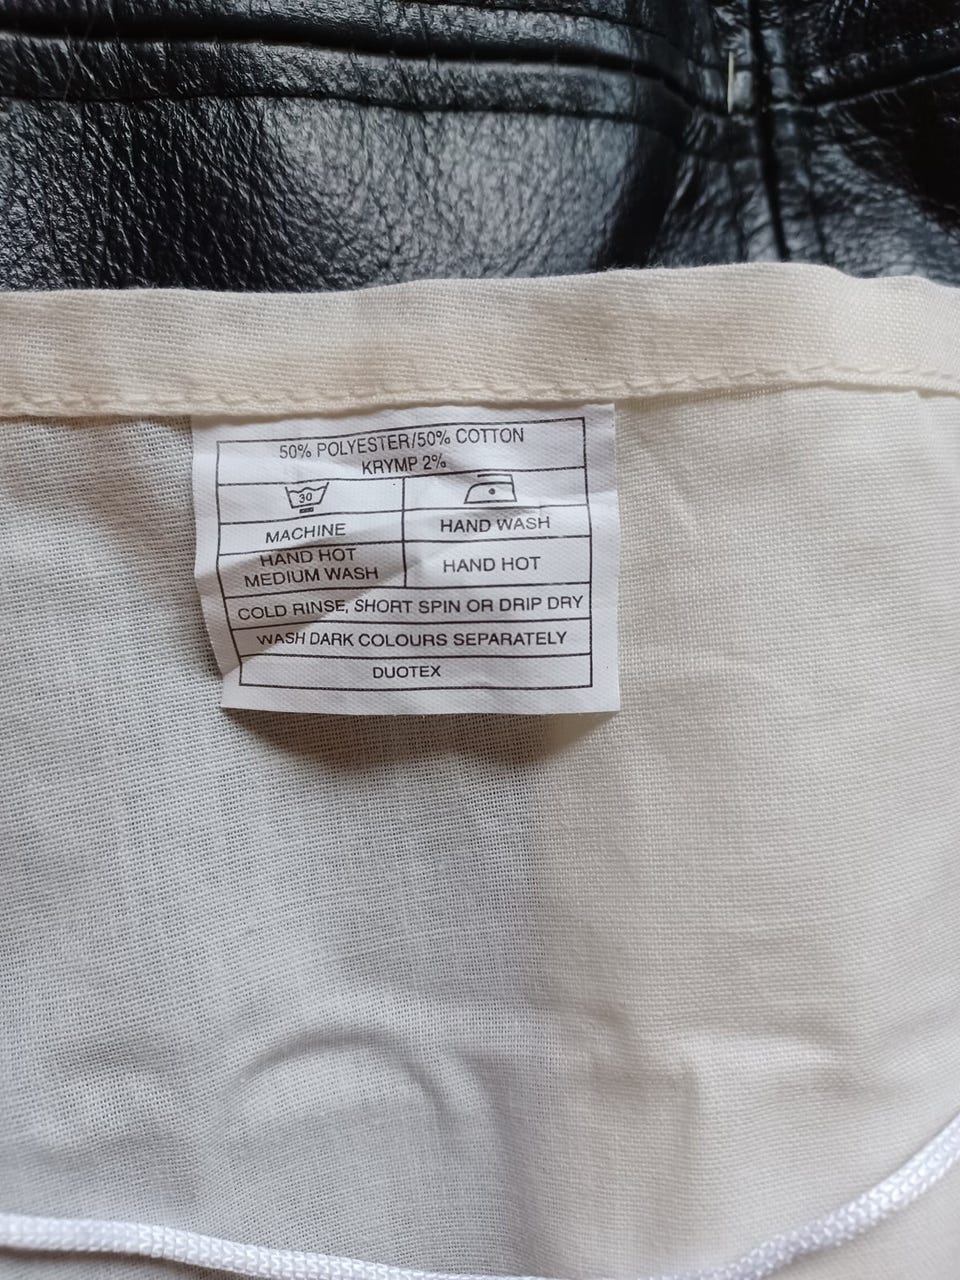 50% POLYESTER/50% COTTON
KRYMP 2%
30
MACHINE
HAND WASH
HAND HOT
MEDIUM WASH
HAND HOT
COLD RINSE, SHORT SPIN OR DRIP DRY
WASH DARK COLOURS SEPARATELY
DUOTEX